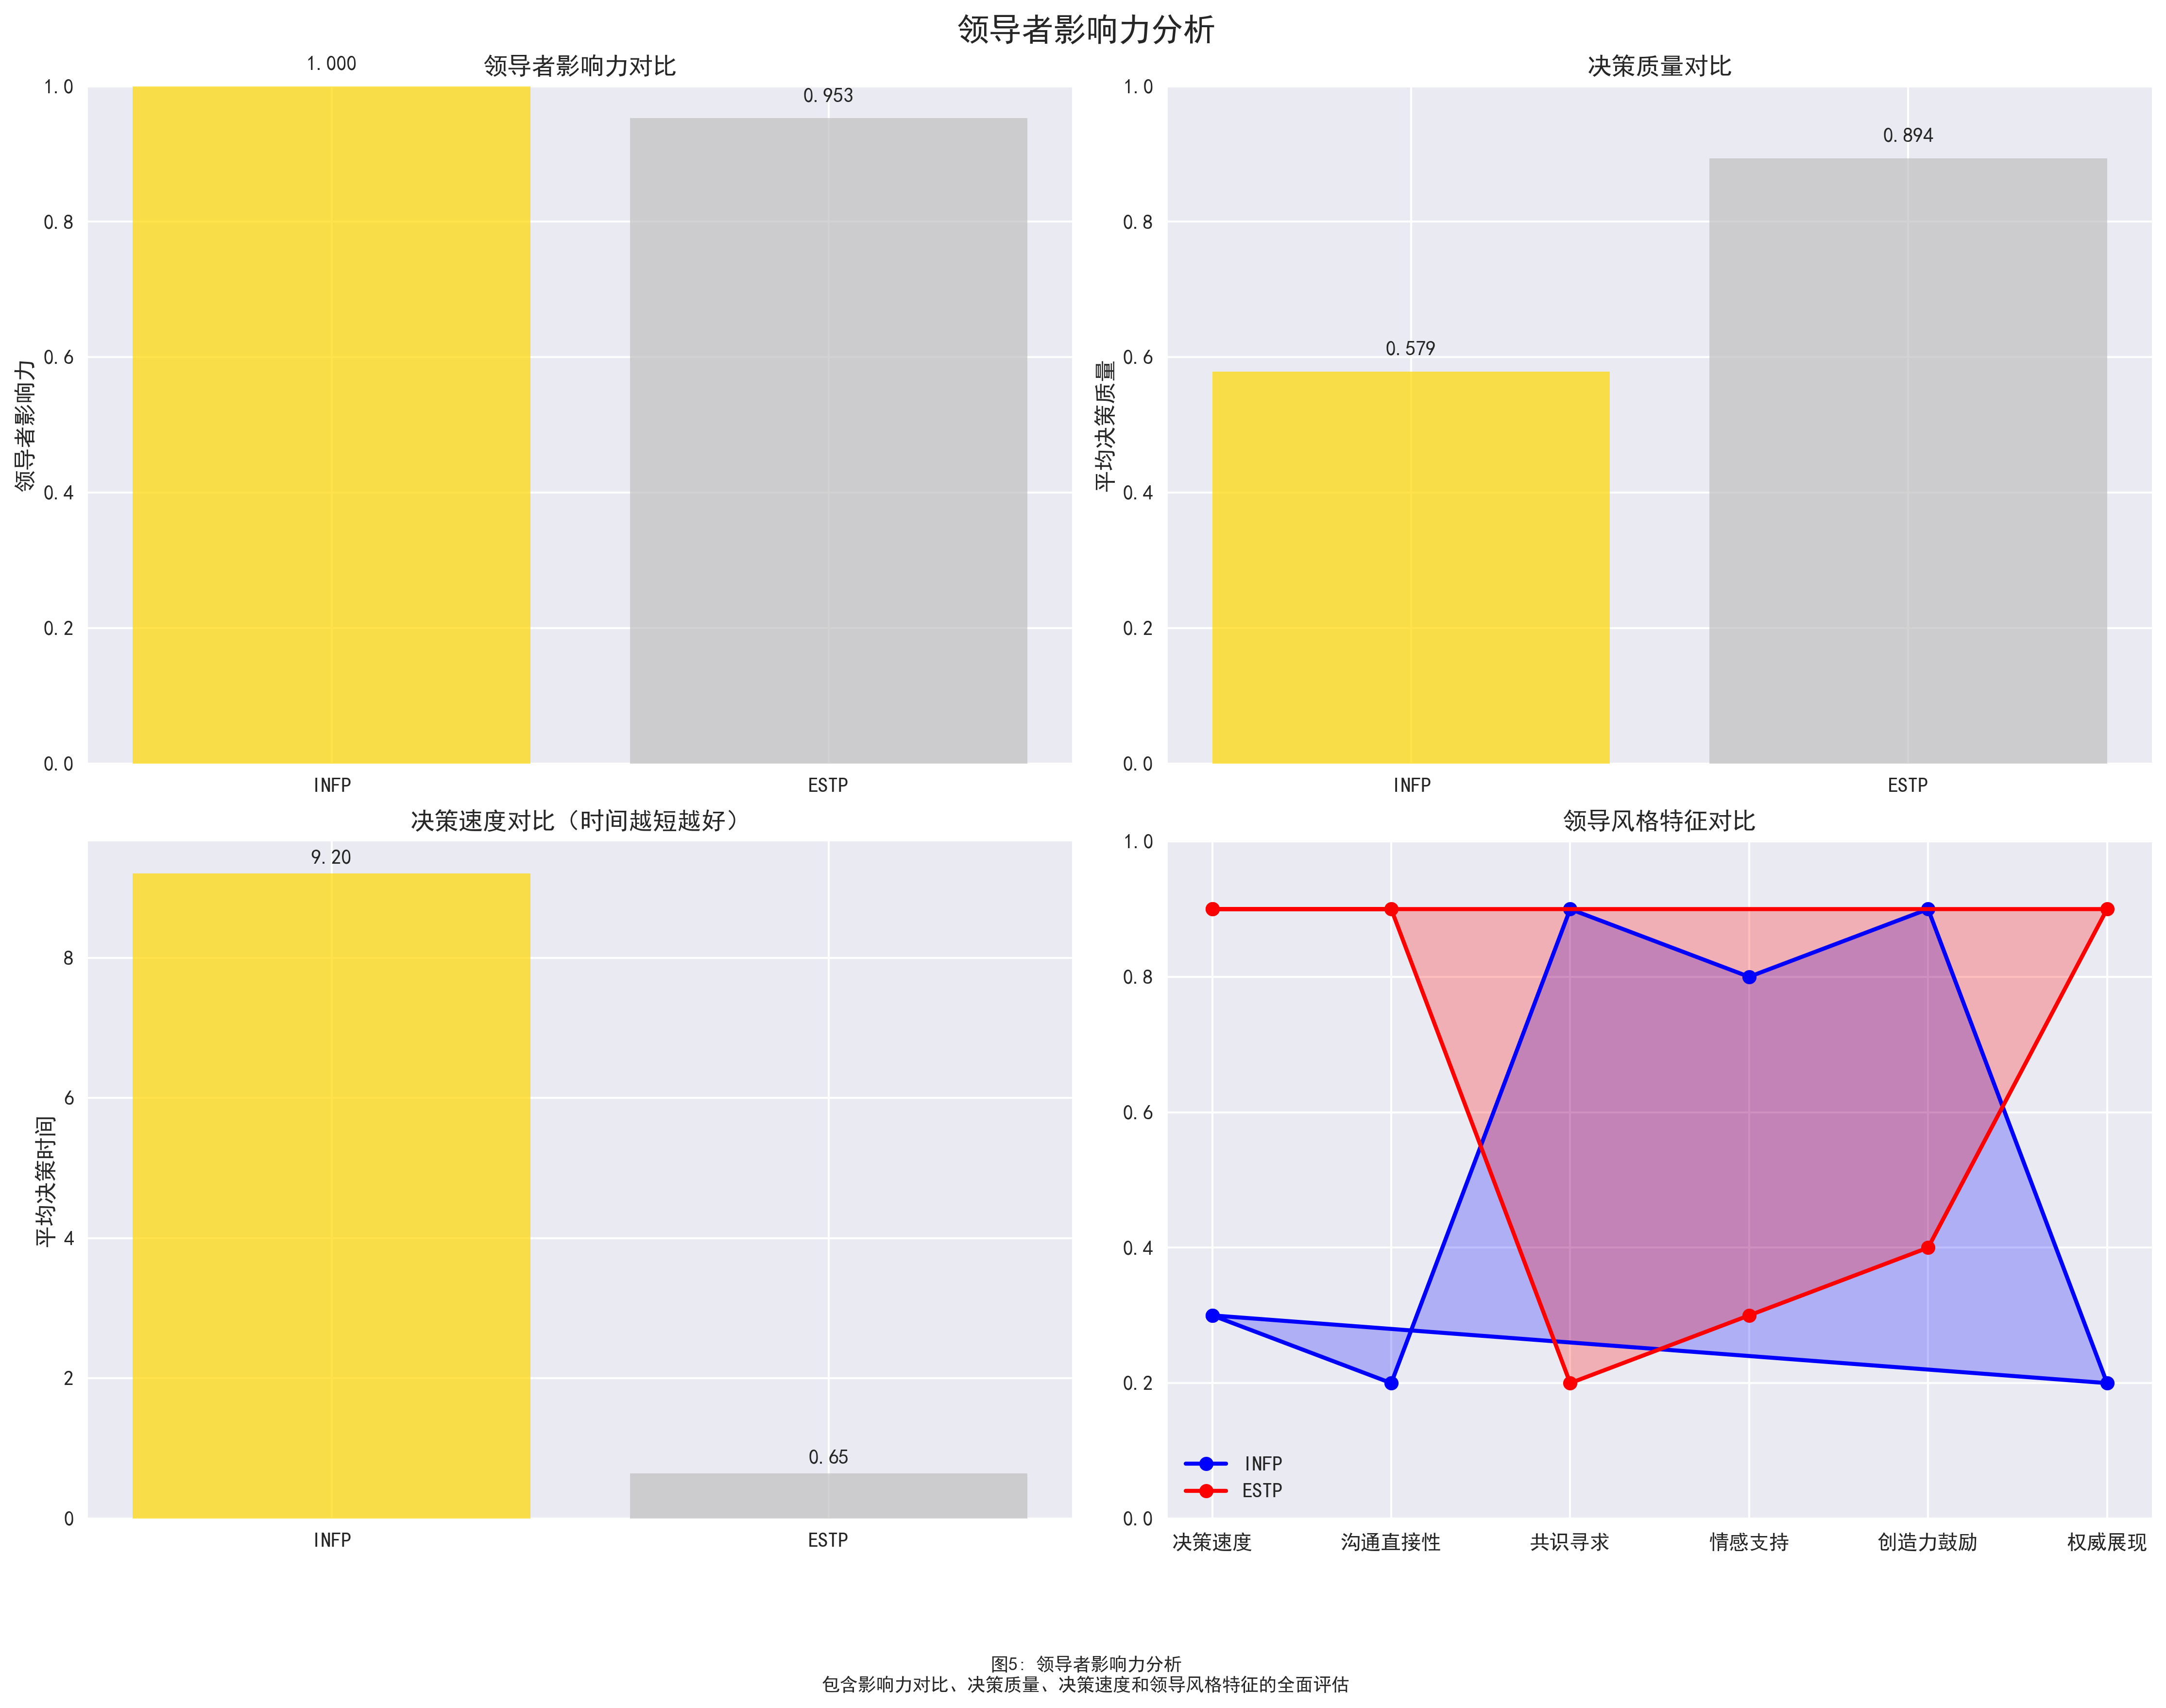 领导者影响力分析
领导者影响力对比
1.000
0.953
1.0
0.8
0.6
0.4
0.2
0.0
领导者影响力
INFP
ESTP
决策质量对比
0.579
0.894
1.0
0.8
0.6
0.4
0.2
0.0
平均决策质量
INFP
ESTP
决策速度对比（时间越短越好）
9.20
0.65
8
6
4
2
0
平均决策时间
INFP
ESTP
领导风格特征对比
1.0
0.8
0.6
0.4
0.2
0.0
INFP
ESTP
决策速度
沟通直接性
共识寻求
情感支持
创造力鼓励
权威展现
图5: 领导者影响力分析
包含影响力对比、决策质量、决策速度和领导风格特征的全面评估